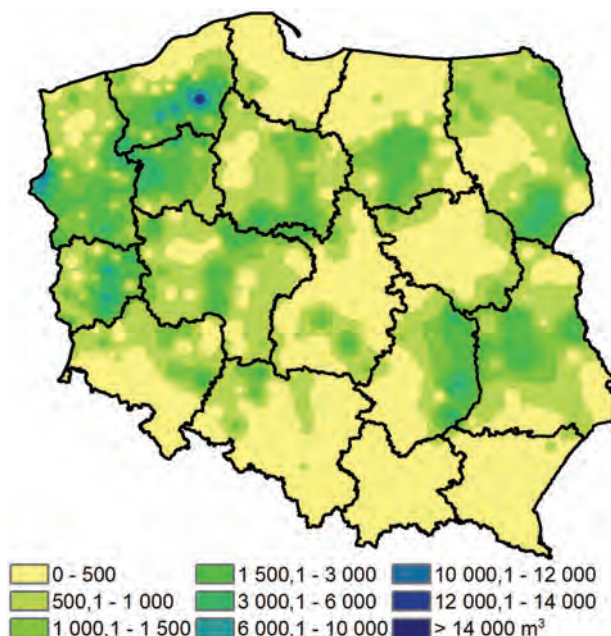 0 - 500
500,1 - 1 000
1 000,1 - 1 500
1 500,1 - 3 000
3 000,1 - 6 000
6 000,1 - 10 000
10 000,1 - 12 000
12 000,1 - 14 000
> 14 000 m³